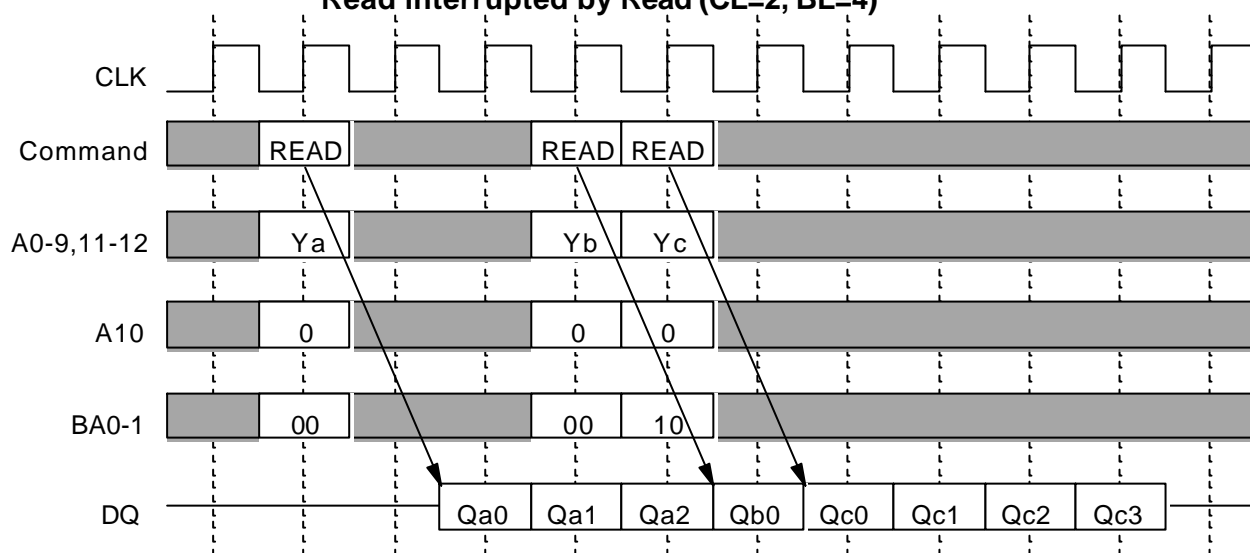 Read Interrupted by Read (CL=2, BL=4)
CLK
Command READ READ READ
A0-9,11-12 Ya Yb Yc
A10 0 0 0
BA0-1 00 00 10
DQ Qa0 Qa1 Qa2 Qb0 Qc0 Qc1 Qc2 Qc3